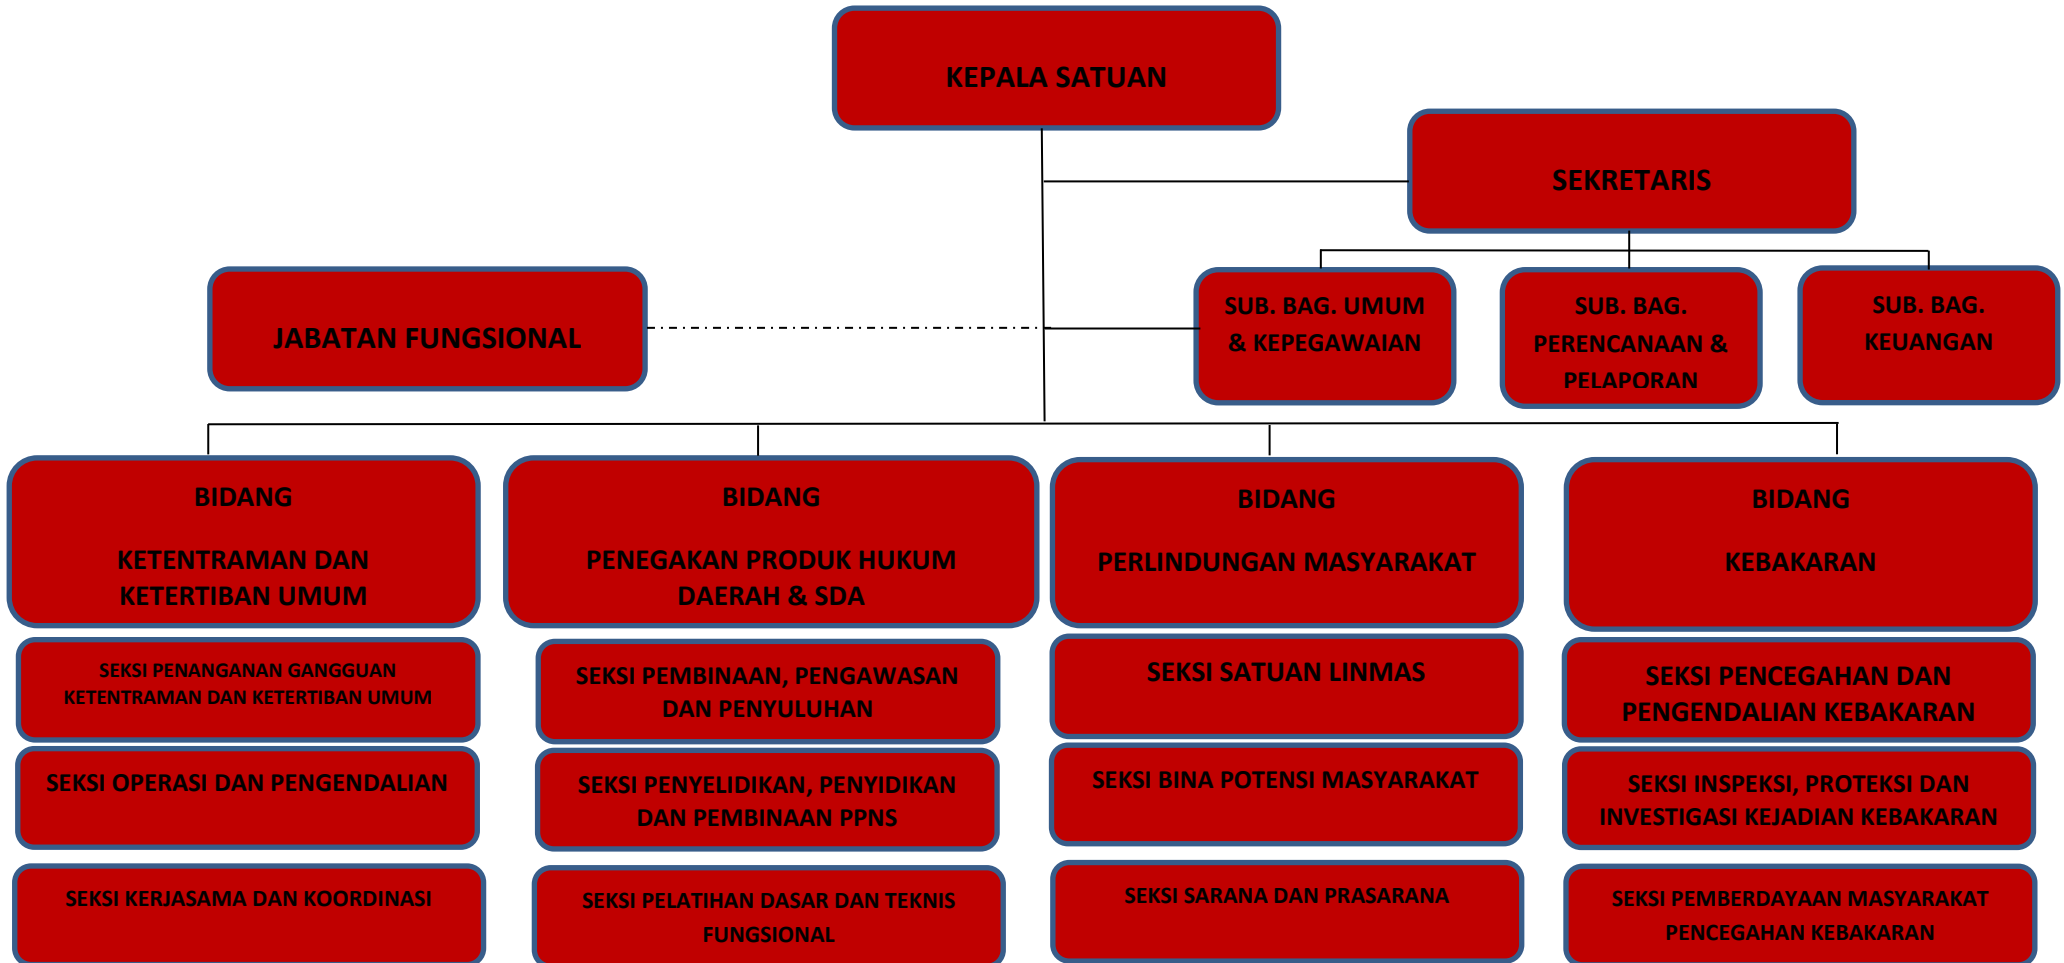 KEPALA SATUAN
SEKRETARIS
JABATAN FUNGSIONAL
SUB. BAG. UMUM
& KEPEGAWAIAN
SUB. BAG.
PERENCANAAN &
PELAPORAN
SUB. BAG.
KEUANGAN
BIDANG
KETENTRAMAN DAN
KETERTIBAN UMUM
BIDANG
PENEGAKAN PRODUK HUKUM
DAERAH & SDA
BIDANG
PERLINDUNGAN MASYARAKAT
BIDANG
KEBAKARAN
SEKSI PENANGANAN GANGGUAN
KETENTRAMAN DAN KETERTIBAN UMUM
SEKSI PEMBINAAN, PENGAWASAN
DAN PENYULUHAN
SEKSI SATUAN LINMAS
SEKSI PENCEGAHAN DAN
PENGENDALIAN KEBAKARAN
SEKSI OPERASI DAN PENGENDALIAN
SEKSI PENYELIDIKAN, PENYIDIKAN
DAN PEMBINAAN PPNS
SEKSI BINA POTENSI MASYARAKAT
SEKSI INSPEKSI, PROTEKSI DAN
INVESTIGASI KEJADIAN KEBAKARAN
SEKSI KERJASAMA DAN KOORDINASI
SEKSI PELATIHAN DASAR DAN TEKNIS
FUNGSIONAL
SEKSI SARANA DAN PRASARANA
SEKSI PEMBERDAYAAN MASYARAKAT
PENCEGAHAN KEBAKARAN